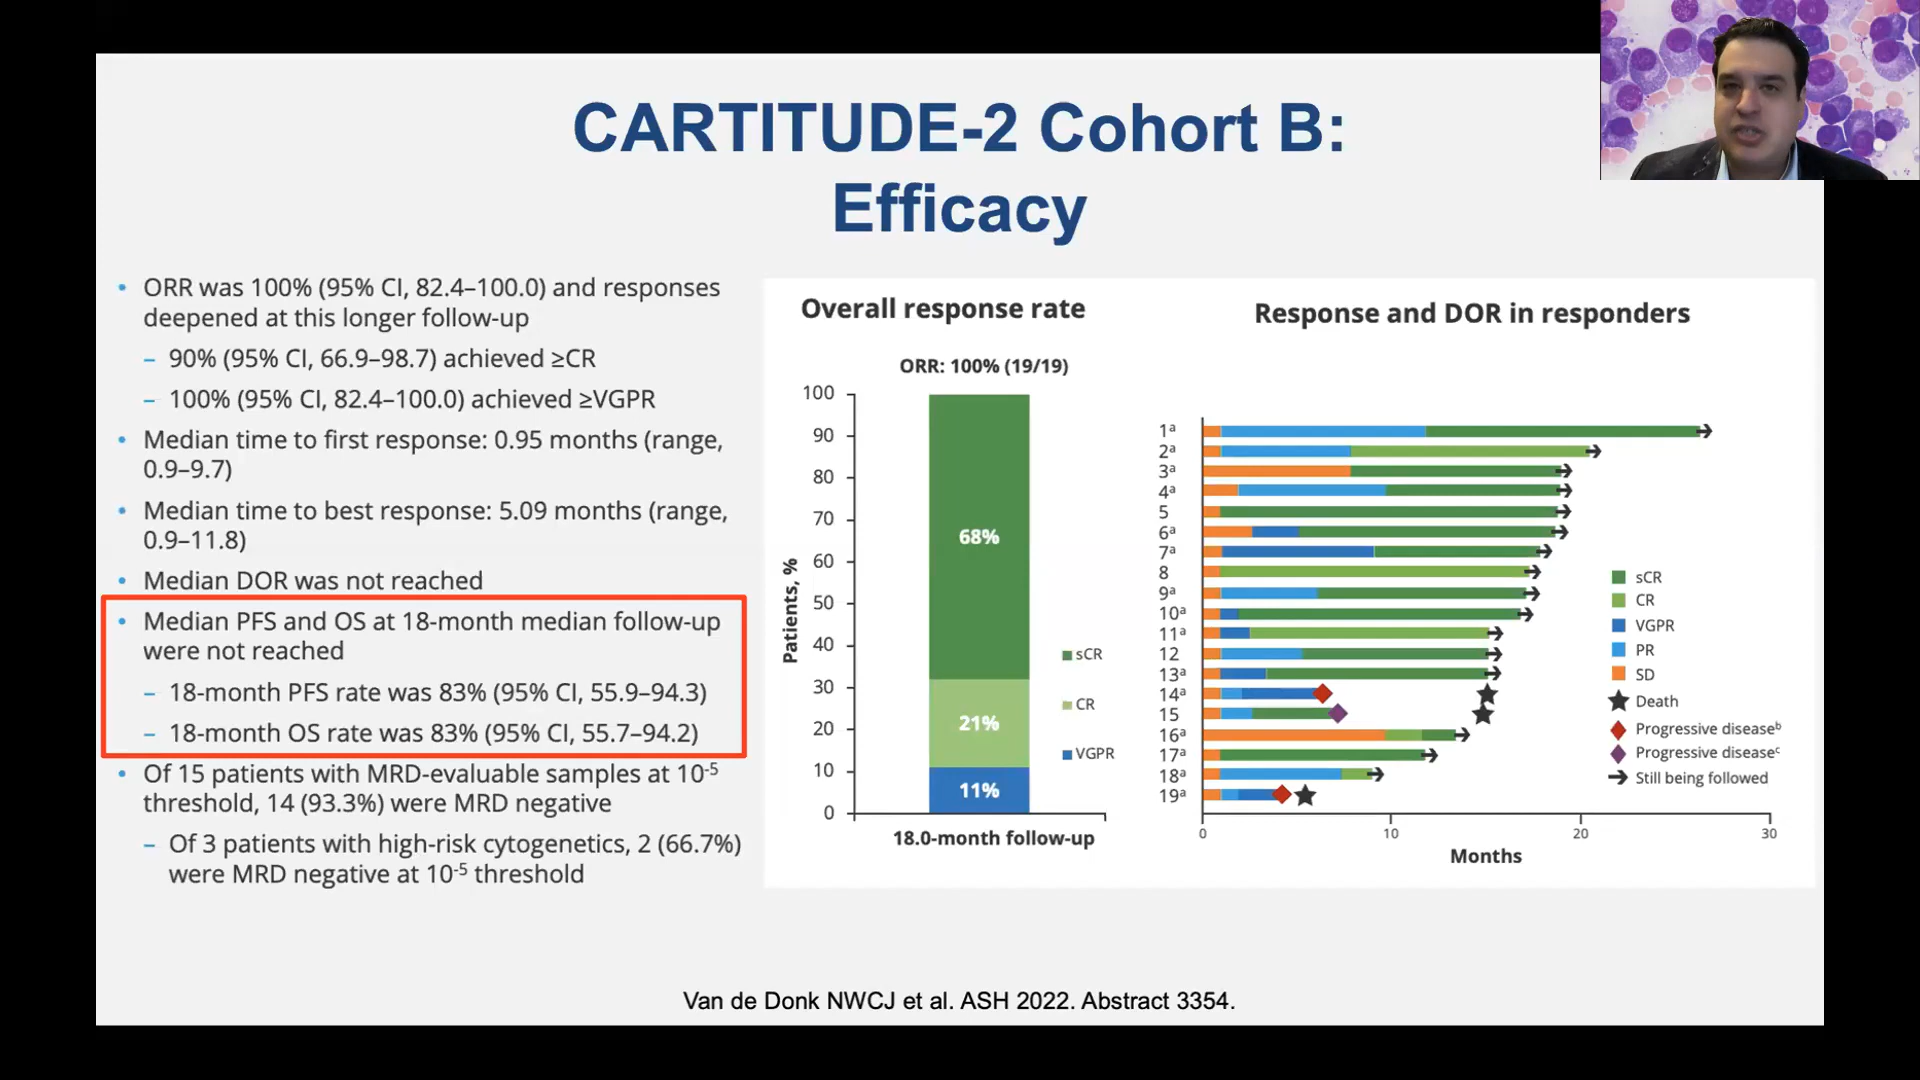 CARTITUDE-2 Cohort B:
Efficacy
• ORR was 100% (95% CI, 82.4–100.0) and responses
deepened at this longer follow-up
– 90% (95% CI, 66.9–98.7) achieved ≥CR
– 100% (95% CI, 82.4–100.0) achieved ≥VGPR
• Median time to first response: 0.95 months (range,
0.9–9.7)
• Median time to best response: 5.09 months (range,
0.9–11.8)
• Median DOR was not reached
• Median PFS and OS at 18-month median follow-up
were not reached
– 18-month PFS rate was 83% (95% CI, 55.9–94.3)
– 18-month OS rate was 83% (95% CI, 55.7–94.2)
• Of 15 patients with MRD-evaluable samples at 10⁻⁵
threshold, 14 (93.3%) were MRD negative
– Of 3 patients with high-risk cytogenetics, 2 (66.7%)
were MRD negative at 10⁻⁵ threshold
Overall response rate
ORR: 100% (19/19)
Patients, %
100
90
80
70
60
50
40
30
20
10
0
68%
21%
11%
sCR
CR
VGPR
18.0-month follow-up
Response and DOR in responders
1ᵃ
2ᵃ
3ᵃ
4ᵃ
5
6ᵃ
7ᵃ
8
9ᵃ
10ᵃ
11ᵃ
12
13ᵃ
14ᵃ
15
16ᵃ
17ᵃ
18ᵃ
19ᵃ
sCR
CR
VGPR
PR
SD
Death
Progressive diseaseᵇ
Progressive diseaseᶜ
Still being followed
0 10 20 30
Months
Van de Donk NWCJ et al. ASH 2022. Abstract 3354.